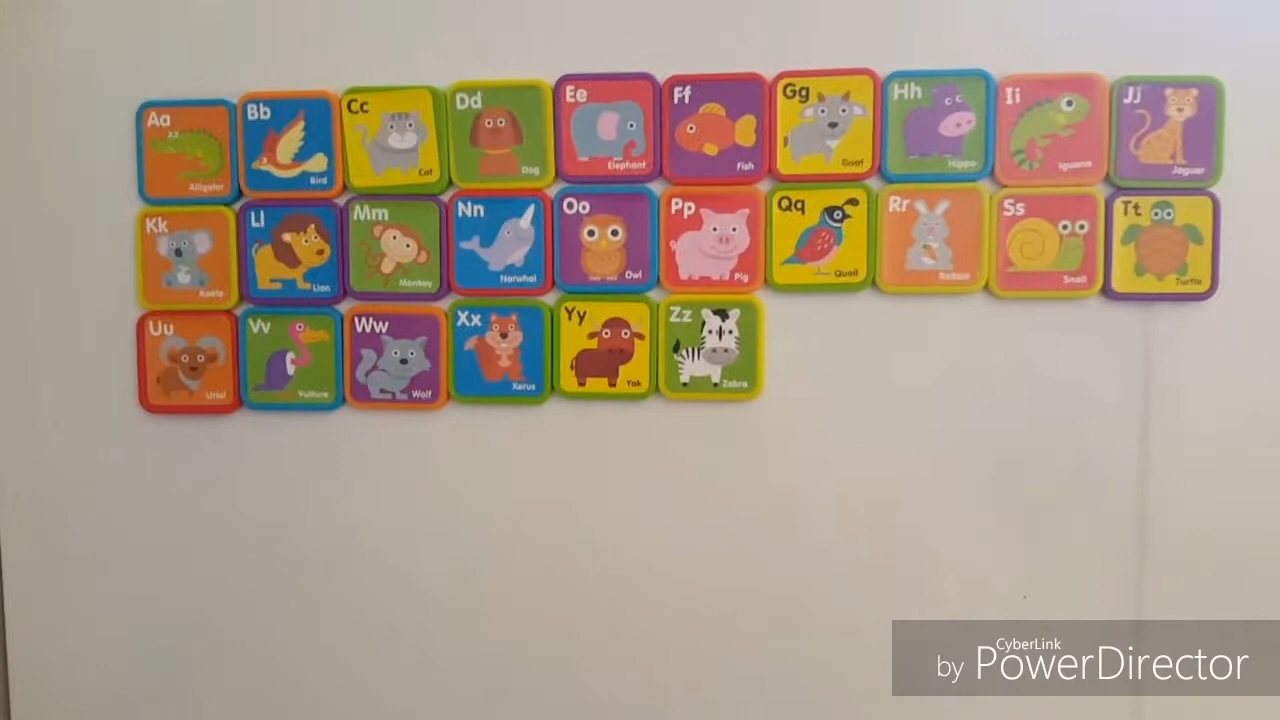 Aa Alligator
Bb Bird
Cc Cat
Dd Dog
Ee Elephant
Ff Fish
Gg Goat
Hh Hippo
Ii Iguana
Jj Jaguar
Kk Koala
Ll Lion
Mm Monkey
Nn Narwhal
Oo Owl
Pp Pig
Qq Quail
Rr Rabbit
Ss Snail
Tt Turtle
Uu Urial
Vv Vulture
Ww Wolf
Xx Xerus
Yy Yak
Zz Zebra
CyberLink
by PowerDirector